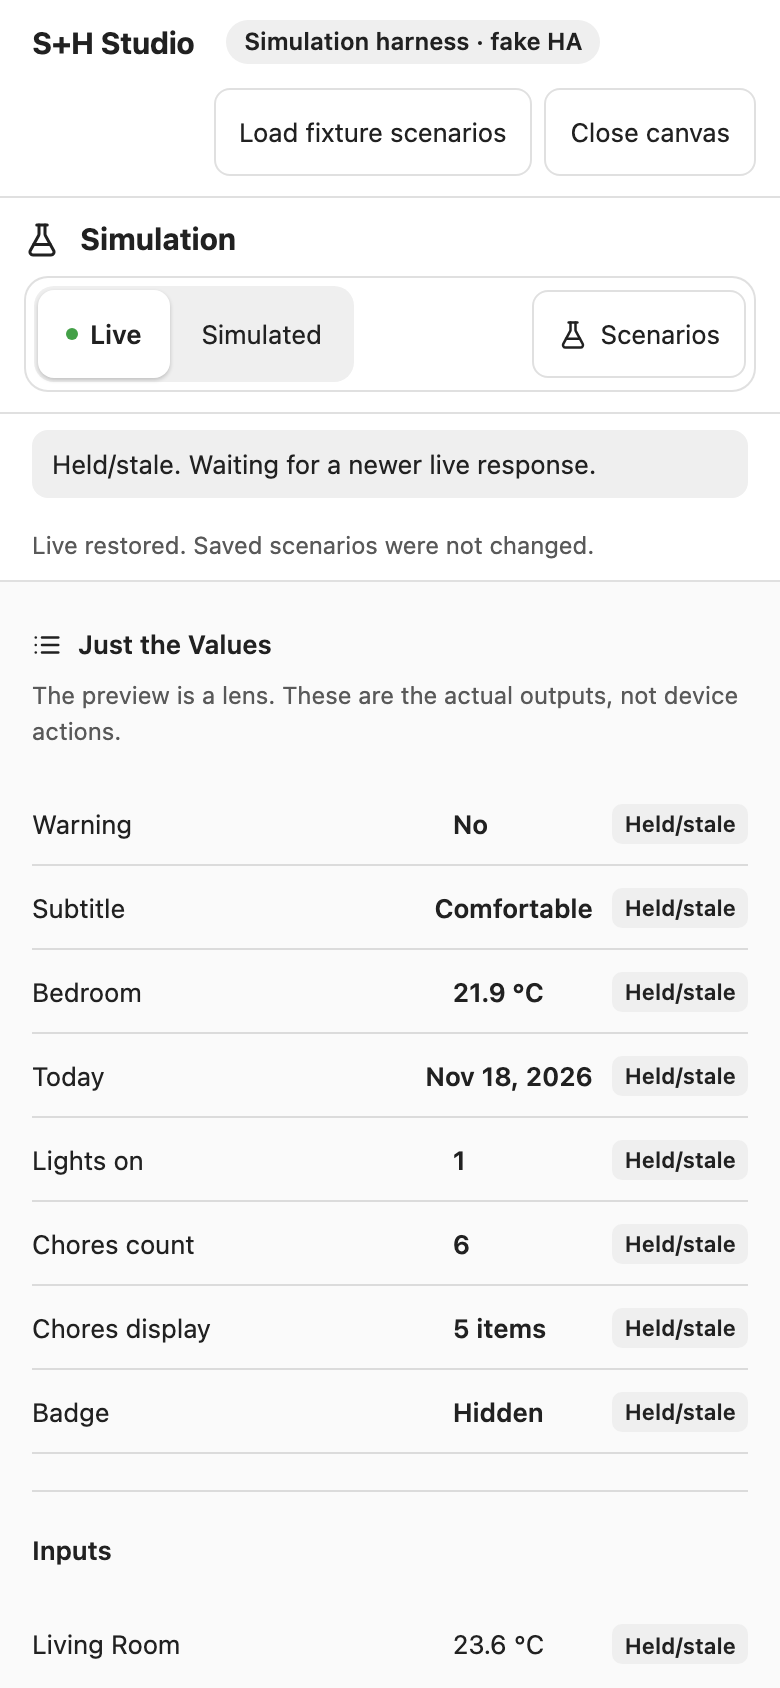 S+H Studio
Simulation harness · fake HA
Load fixture scenarios
Close canvas
Simulation
Live
Simulated
Scenarios
Held/stale. Waiting for a newer live response.
Live restored. Saved scenarios were not changed.
Just the Values
The preview is a lens. These are the actual outputs, not device
actions.
Warning No Held/stale
Subtitle Comfortable Held/stale
Bedroom 21.9 °C Held/stale
Today Nov 18, 2026 Held/stale
Lights on 1 Held/stale
Chores count 6 Held/stale
Chores display 5 items Held/stale
Badge Hidden Held/stale
Inputs
Living Room 23.6 °C Held/stale